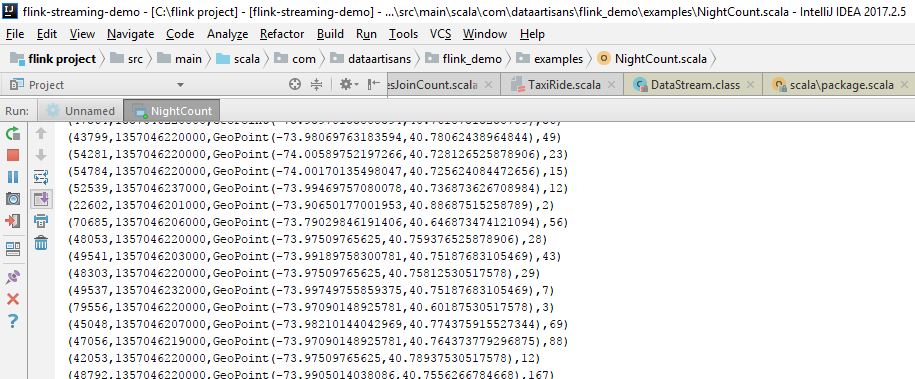 flink-streaming-demo - [C:\flink project] - [flink-streaming-demo] - ...\src\main\scala\com\dataartisans\flink_demo\examples\NightCount.scala - IntelliJ IDEA 2017.2.5
File Edit View Navigate Code Analyze Refactor Build Run Tools VCS Window Help
flink project src main scala com dataartisans flink_demo examples NightCount.scala
Project esJoinCount.scala TaxiRide.scala DataStream.class scala\package.scala
Run: Unnamed NightCount
(43799,1357046220000,GeoPoint(-73.98069763183594,40.78062438964844),49)
(54281,1357046220000,GeoPoint(-74.00589752197266,40.728126525878906),23)
(54784,1357046220000,GeoPoint(-74.00170135498047,40.725624084472656),15)
(52539,1357046237000,GeoPoint(-73.99469757080078,40.736873626708984),12)
(22602,1357046201000,GeoPoint(-73.90650177001953,40.88687515258789),2)
(70685,1357046206000,GeoPoint(-73.79029846191406,40.646873474121094),56)
(48053,1357046220000,GeoPoint(-73.97509765625,40.759376525878906),28)
(49541,1357046203000,GeoPoint(-73.99189758300781,40.75187683105469),43)
(48303,1357046220000,GeoPoint(-73.97509765625,40.75812530517578),29)
(49537,1357046232000,GeoPoint(-73.99749755859375,40.75187683105469),7)
(79556,1357046220000,GeoPoint(-73.97090148925781,40.60187530517578),3)
(45048,1357046207000,GeoPoint(-73.98210144042969,40.774375915527344),69)
(47056,1357046219000,GeoPoint(-73.97090148925781,40.764373779296875),88)
(42053,1357046220000,GeoPoint(-73.97509765625,40.78937530517578),12)
(48792,1357046220000,GeoPoint(-73.9905014038086,40.7556266784668),167)